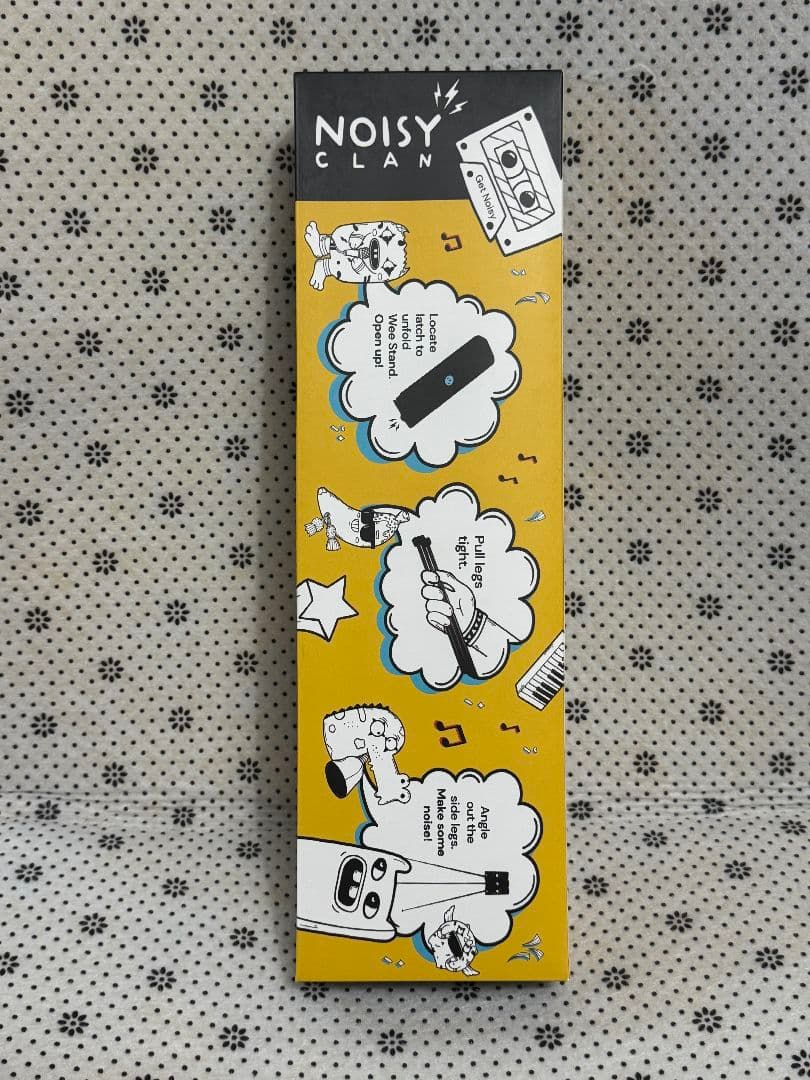 NOISY
CLAN
Get Noisy
Locate
latch to
unfold
Wee Stand.
Open up!
Pull legs
tight.
Angle
out the
side legs.
Make some
noise!